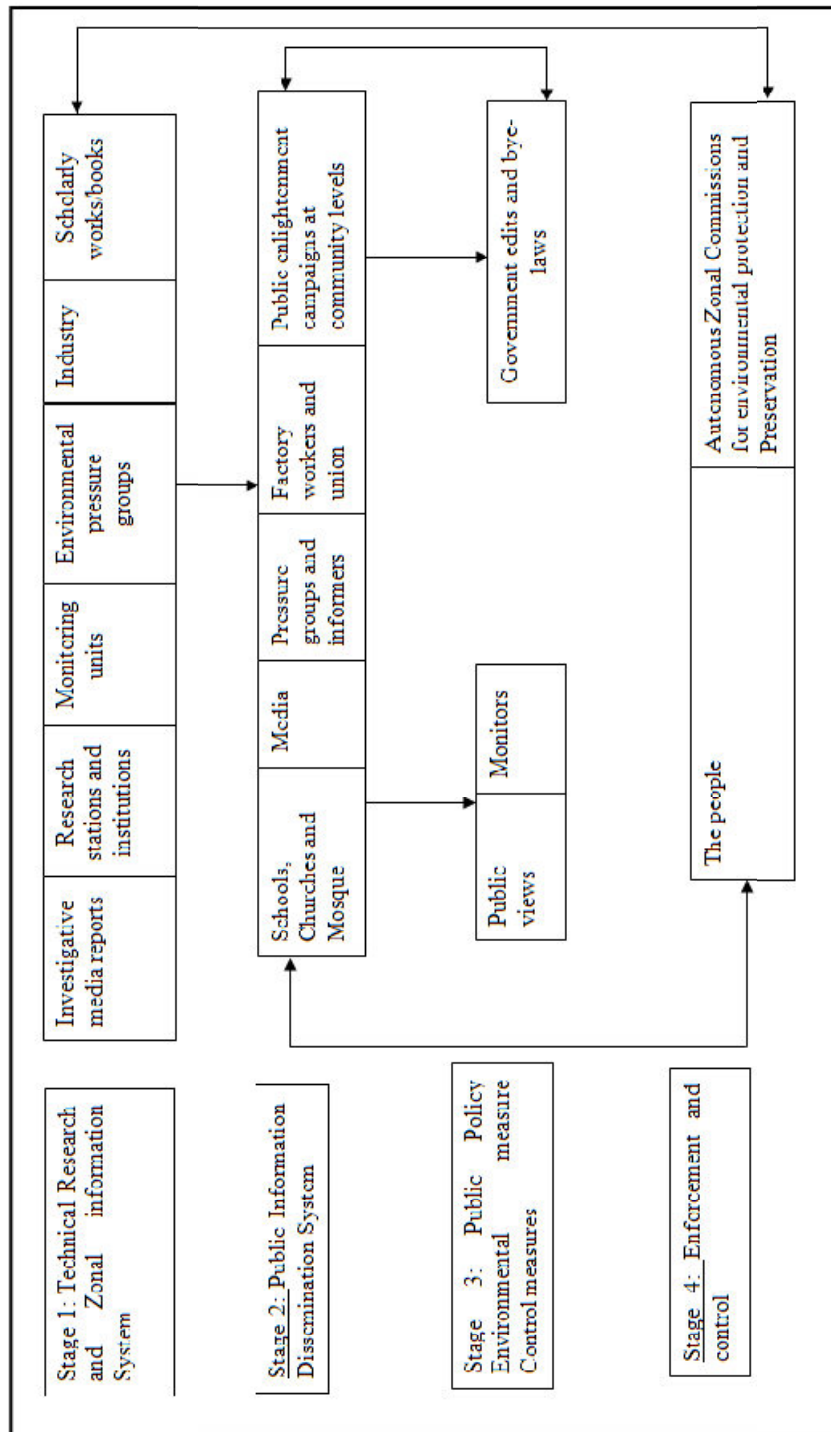 Stage 1: Technical Research
and Zonal information
System
Investigative
media reports
Research
stations and
institutions
Monitoring
units
Environmental
pressure
groups
Industry
Scholarly
works/books
Stage 2: Public Information
Dissemination System
Schools,
Churches and
Mosque
Media
Pressure
groups and
informers
Factory
workers and
union
Public enlightenment
campaigns at
community levels
Stage 3: Public Policy
Environmental measure
Control measures
Public
views
Monitors
Government edits and bye-
laws
Stage 4: Enforcement and
control
The people
Autonomous Zonal Commissions
for environmental protection and
Preservation